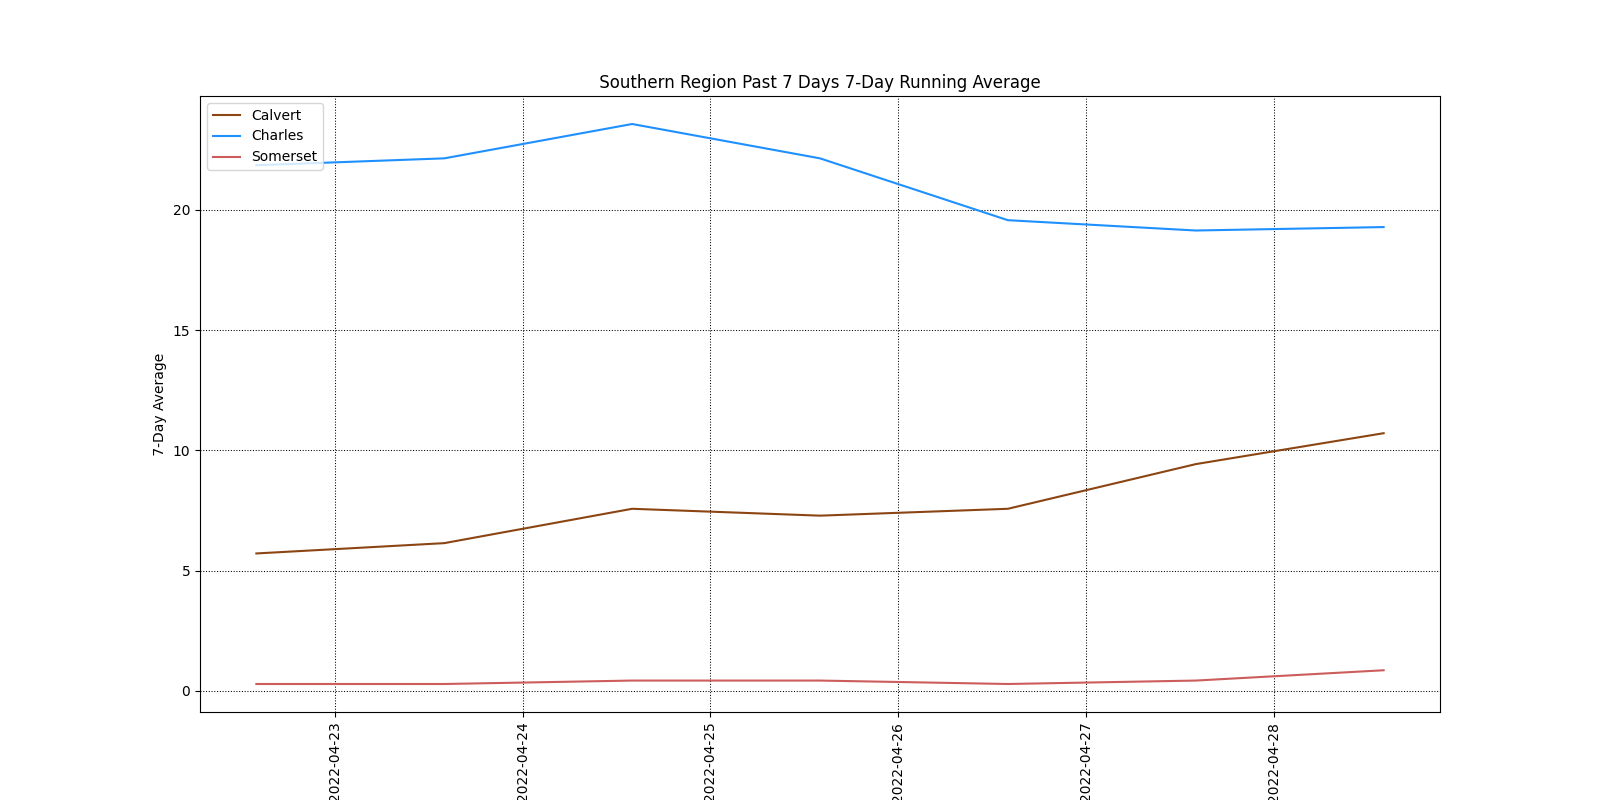 Southern Region Past 7 Days 7-Day Running Average
Calvert
Charles
Somerset
7-Day Average
20
15
10
5
0
2022-04-23
2022-04-24
2022-04-25
2022-04-26
2022-04-27
2022-04-28